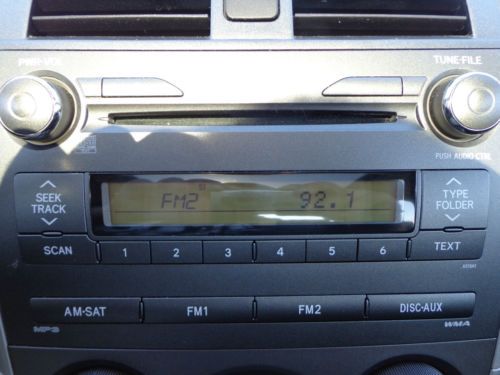 PWR·VOL TUNE·FILE
PUSH AUDIO CTRL
SEEK TRACK
FM2 92.1
TYPE FOLDER
SCAN 1 2 3 4 5 6 TEXT
AM·SAT FM1 FM2 DISC·AUX
MP3 WMA